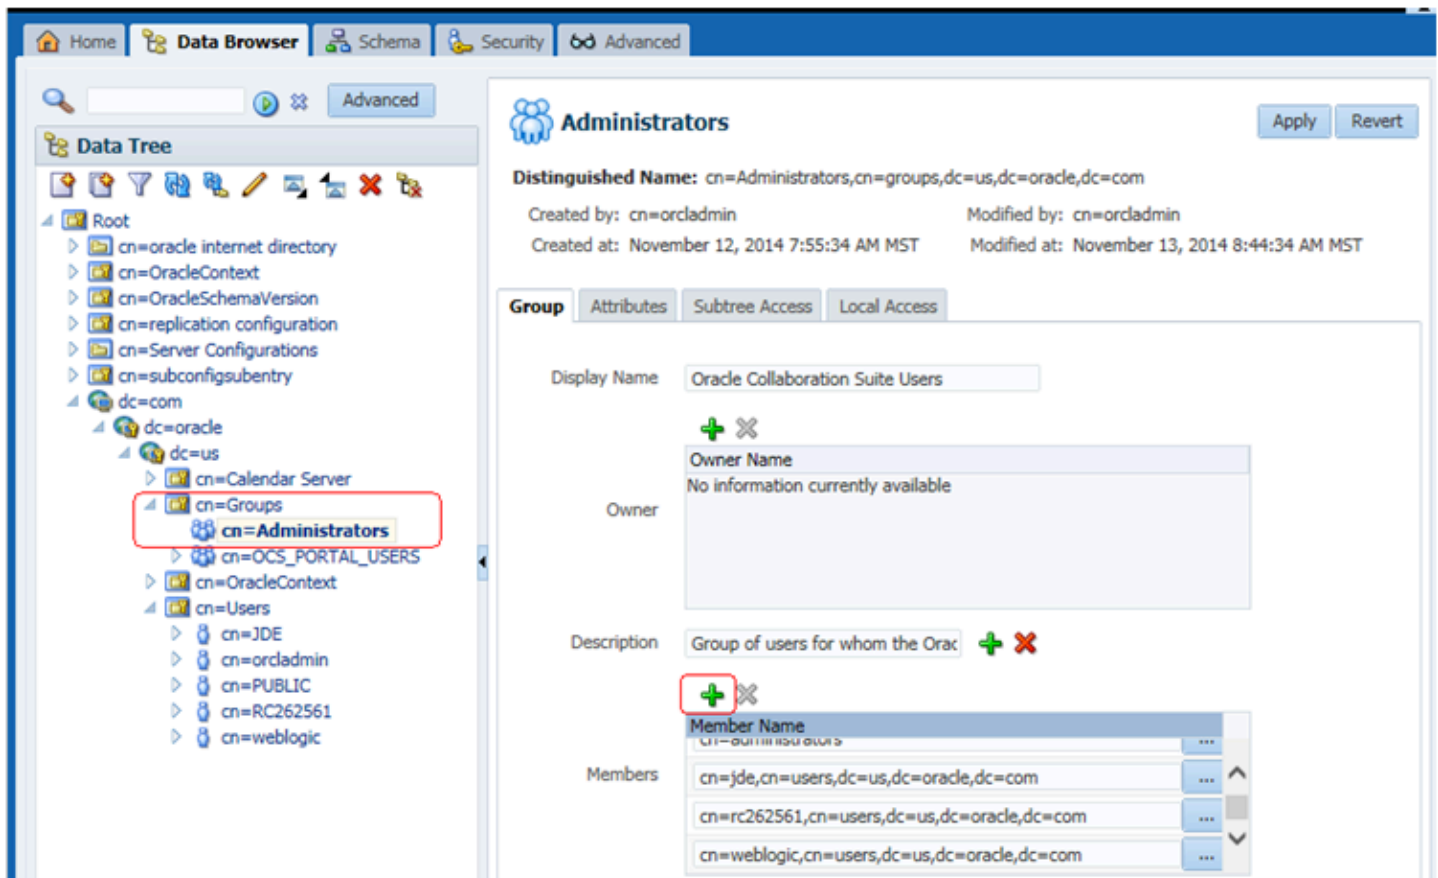 Home Data Browser Schema Security Advanced
Advanced
Data Tree
Root
cn=oracle internet directory
cn=OracleContext
cn=OracleSchemaVersion
cn=replication configuration
cn=Server Configurations
cn=subconfigsubentry
dc=com
dc=oracle
dc=us
cn=Calendar Server
cn=Groups
cn=Administrators
cn=OCS_PORTAL_USERS
cn=OracleContext
cn=Users
cn=JDE
cn=orcladmin
cn=PUBLIC
cn=RC262561
cn=weblogic
Administrators
Apply Revert
Distinguished Name: cn=Administrators,cn=groups,dc=us,dc=oracle,dc=com
Created by: cn=orcladmin Modified by: cn=orcladmin
Created at: November 12, 2014 7:55:34 AM MST Modified at: November 13, 2014 8:44:34 AM MST
Group Attributes Subtree Access Local Access
Display Name Oracle Collaboration Suite Users
Owner Name
No information currently available
Owner
Description Group of users for whom the Orac
Member Name
cn=administrators ...
Members
cn=jde,cn=users,dc=us,dc=oracle,dc=com ...
cn=rc262561,cn=users,dc=us,dc=oracle,dc=com ...
cn=weblogic,cn=users,dc=us,dc=oracle,dc=com ...